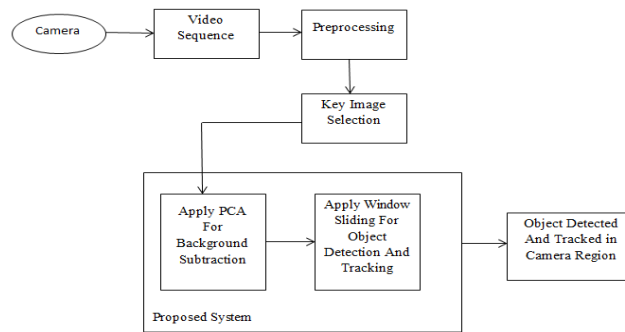 Camera
Video
Sequence
Preprocessing
Key Image
Selection
Apply PCA
For
Background
Subtraction
Apply Window
Sliding For
Object
Detection And
Tracking
Object Detected
And Tracked in
Camera Region
Proposed System